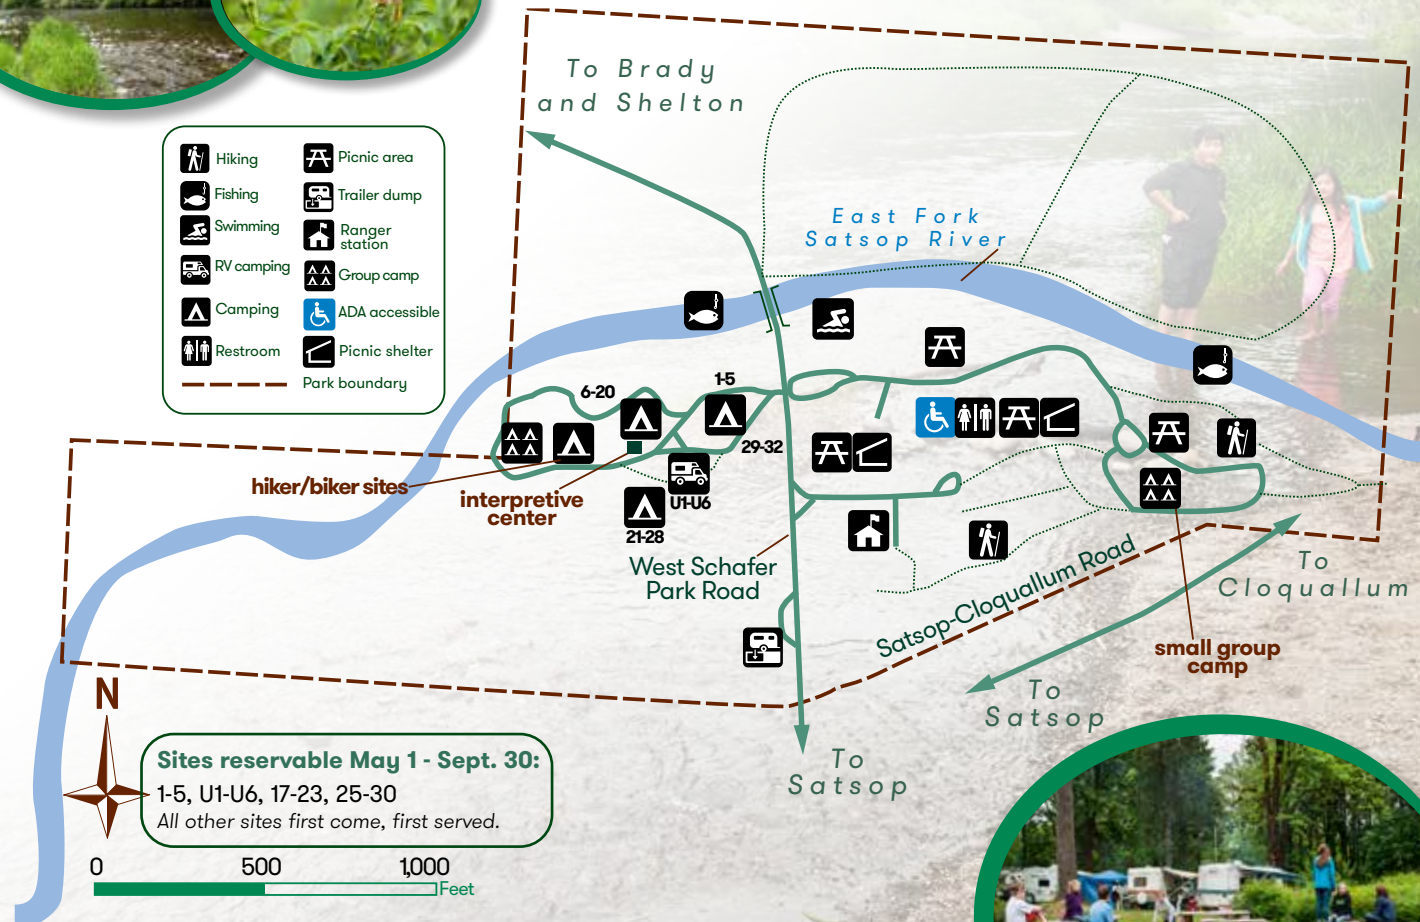 To Brady
and Shelton
Hiking
Picnic area
Fishing
Trailer dump
Swimming
Ranger
station
RV camping
Group camp
Camping
ADA accessible
Restroom
Picnic shelter
Park boundary
East Fork
Satsop River
6-20
1-5
29-32
hiker/biker sites
interpretive
center
U1-U6
21-28
West Schafer
Park Road
Satsop-Cloquallum Road
To
Cloquallum
small group
camp
To
Satsop
To
Satsop
N
Sites reservable May 1 - Sept. 30:
1-5, U1-U6, 17-23, 25-30
All other sites first come, first served.
0 500 1,000
Feet